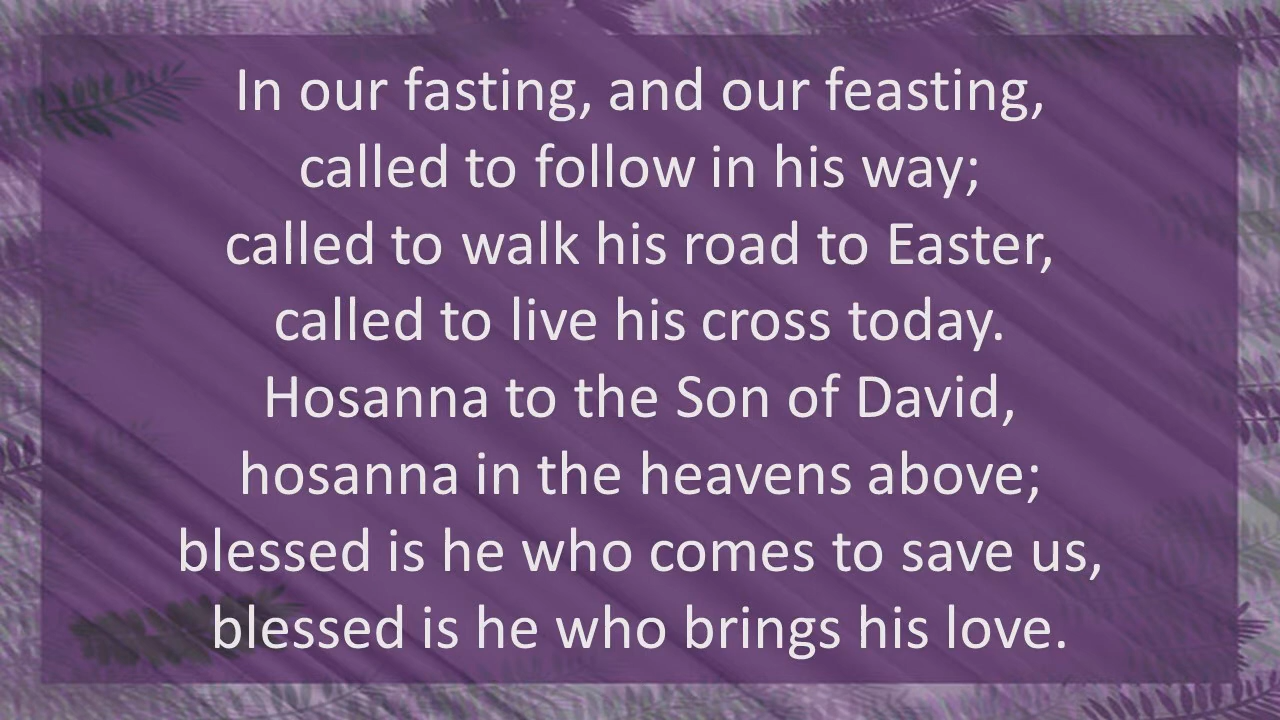 In our fasting, and our feasting,
called to follow in his way;
called to walk his road to Easter,
called to live his cross today.
Hosanna to the Son of David,
hosanna in the heavens above;
blessed is he who comes to save us,
blessed is he who brings his love.